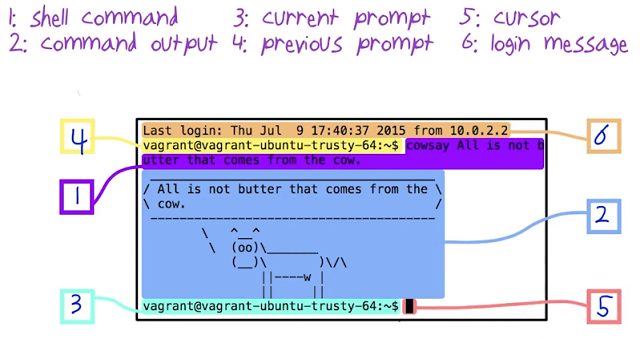 1: shell command 3: current prompt 5: cursor
2: command output 4: previous prompt 6: login message
4
Last login: Thu Jul  9 17:40:37 2015 from 10.0.2.2
6
vagrant@vagrant-ubuntu-trusty-64:~$ cowsay All is not b
utter that comes from the cow.
1
 _______________________________________
/ All is not butter that comes from the \
\ cow.                                  /
 ---------------------------------------
        \   ^__^
         \  (oo)\_______
            (__)\       )\/\
                ||----w |
                ||     ||
2
3
vagrant@vagrant-ubuntu-trusty-64:~$
5